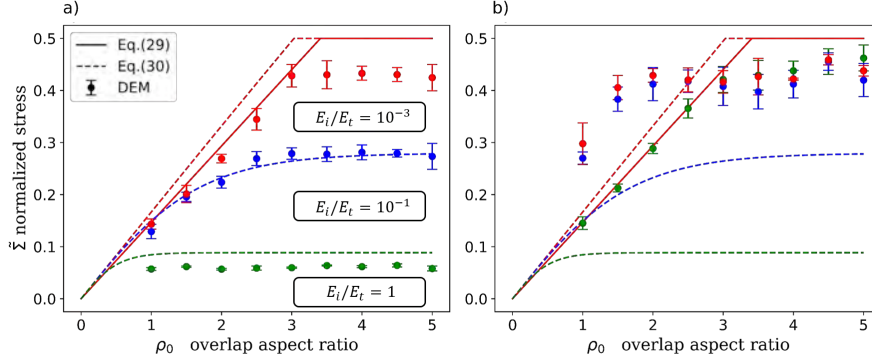 a)
b)
Eq.(29)
Eq.(30)
DEM
E_i/E_t = 10^{-3}
E_i/E_t = 10^{-1}
E_i/E_t = 1
Σ̃ normalized stress
0.5
0.4
0.3
0.2
0.1
0.0
0 1 2 3 4 5
ρ₀ overlap aspect ratio
0.5
0.4
0.3
0.2
0.1
0.0
0 1 2 3 4 5
ρ₀ overlap aspect ratio